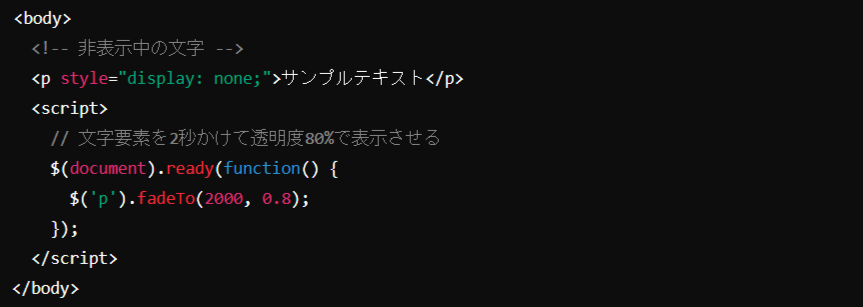 <body>
<!-- 非表示中の文字 -->
<p style="display: none;">サンプルテキスト</p>
<script>
// 文字要素を2秒かけて透明度80%で表示させる
$(document).ready(function() {
$('p').fadeTo(2000, 0.8);
});
</script>
</body>